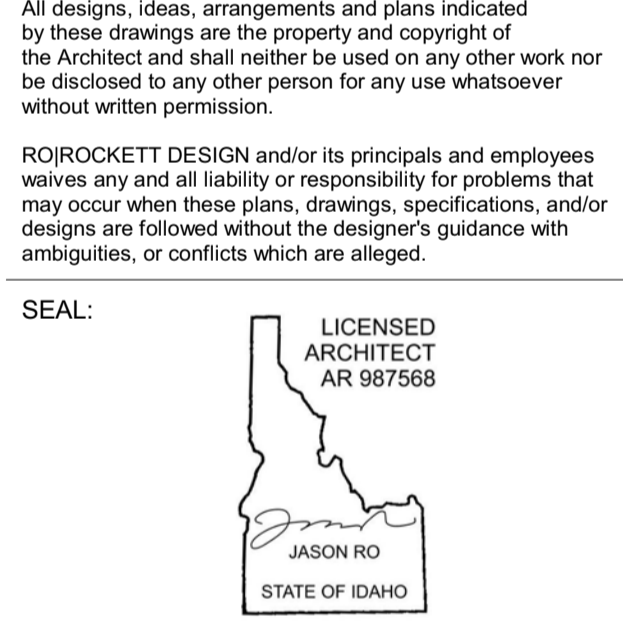 All designs, ideas, arrangements and plans indicated
by these drawings are the property and copyright of
the Architect and shall neither be used on any other work nor
be disclosed to any other person for any use whatsoever
without written permission.
RO|ROCKETT DESIGN and/or its principals and employees
waives any and all liability or responsibility for problems that
may occur when these plans, drawings, specifications, and/or
designs are followed without the designer's guidance with
ambiguities, or conflicts which are alleged.
SEAL:
LICENSED
ARCHITECT
AR 987568
JASON RO
STATE OF IDAHO